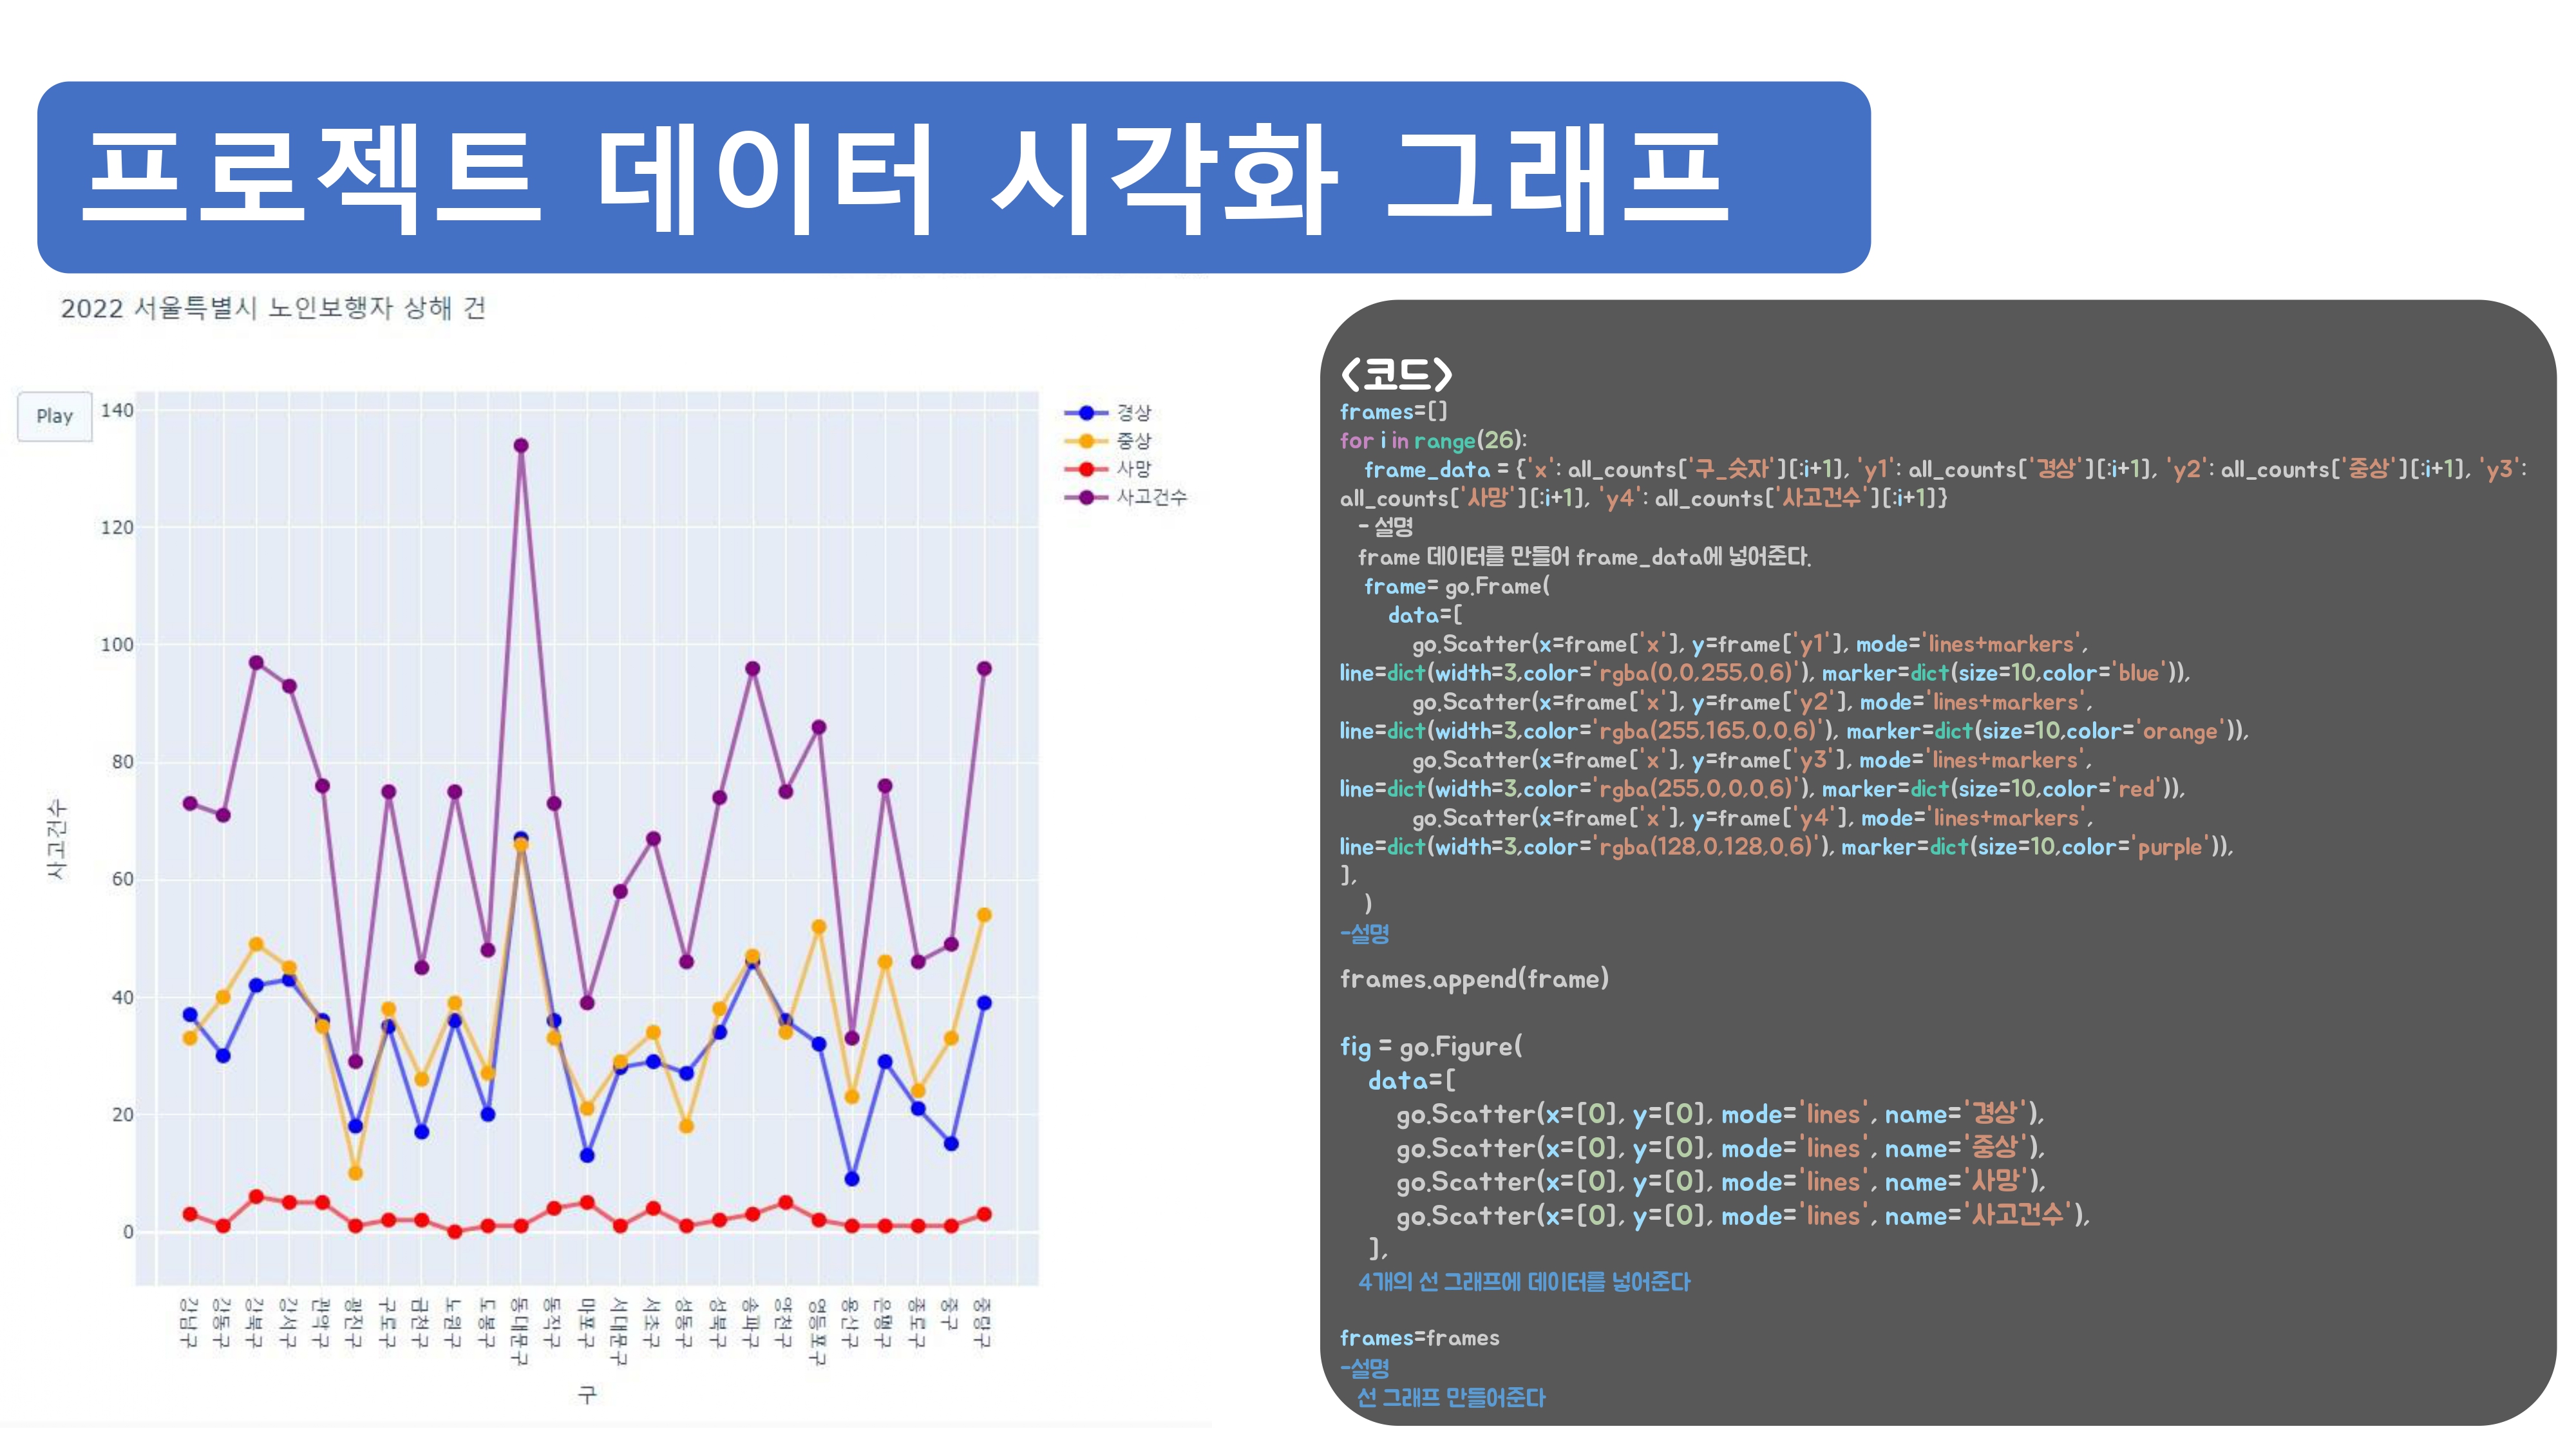 프로젝트 데이터 시각화 그래프
2022 서울특별시 노인보행자 상해 건
Play
140
120
100
80
60
40
20
0
사고건수
경상
중상
사망
사고건수
강남구
강동구
강북구
강서구
관악구
광진구
구로구
금천구
노원구
도봉구
동대문구
동작구
마포구
서대문구
서초구
성동구
성북구
송파구
양천구
영등포구
용산구
은평구
종로구
중구
중랑구
구
<코드>
frames=[]
for i in range(26):
frame_data = {'x': all_counts['구_숫자'][:i+1], 'y1': all_counts['경상'][:i+1], 'y2': all_counts['중상'][:i+1], 'y3':
all_counts['사망'][:i+1], 'y4': all_counts['사고건수'][:i+1]}
- 설명
frame 데이터를 만들어 frame_data에 넣어준다.
frame= go.Frame(
data=[
go.Scatter(x=frame['x'], y=frame['y1'], mode='lines+markers',
line=dict(width=3,color='rgba(0,0,255,0.6)'), marker=dict(size=10,color='blue')),
go.Scatter(x=frame['x'], y=frame['y2'], mode='lines+markers',
line=dict(width=3,color='rgba(255,165,0,0.6)'), marker=dict(size=10,color='orange')),
go.Scatter(x=frame['x'], y=frame['y3'], mode='lines+markers',
line=dict(width=3,color='rgba(255,0,0,0.6)'), marker=dict(size=10,color='red')),
go.Scatter(x=frame['x'], y=frame['y4'], mode='lines+markers',
line=dict(width=3,color='rgba(128,0,128,0.6)'), marker=dict(size=10,color='purple')),
],
)
-설명
frames.append(frame)
fig = go.Figure(
data=[
go.Scatter(x=[0], y=[0], mode='lines', name='경상'),
go.Scatter(x=[0], y=[0], mode='lines', name='중상'),
go.Scatter(x=[0], y=[0], mode='lines', name='사망'),
go.Scatter(x=[0], y=[0], mode='lines', name='사고건수'),
],
4개의 선 그래프에 데이터를 넣어준다
frames=frames
-설명
선 그래프 만들어준다